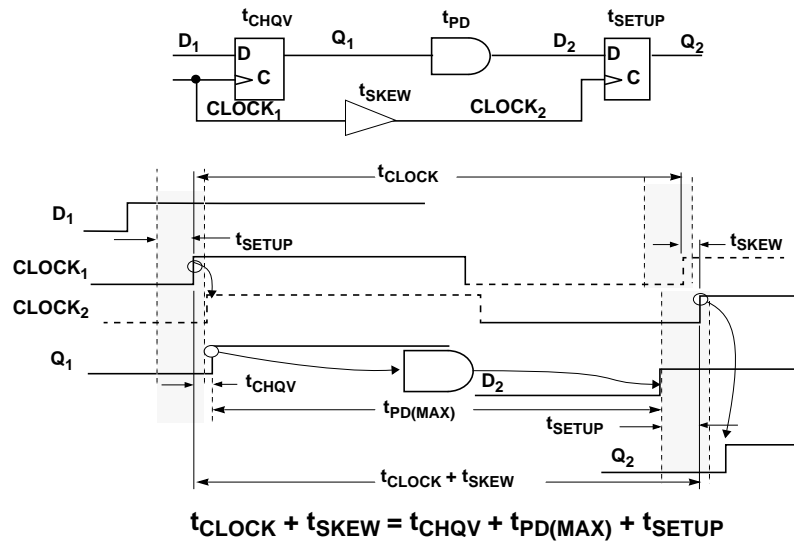 tCHQV tPD tSETUP
D1 Q1 D2 Q2
D D
C C
tSKEW
CLOCK1 CLOCK2
tCLOCK
D1
tSETUP tSKEW
CLOCK1
CLOCK2
Q1
tCHQV D2
tPD(MAX)
tSETUP
Q2
tCLOCK + tSKEW
tCLOCK + tSKEW = tCHQV + tPD(MAX) + tSETUP